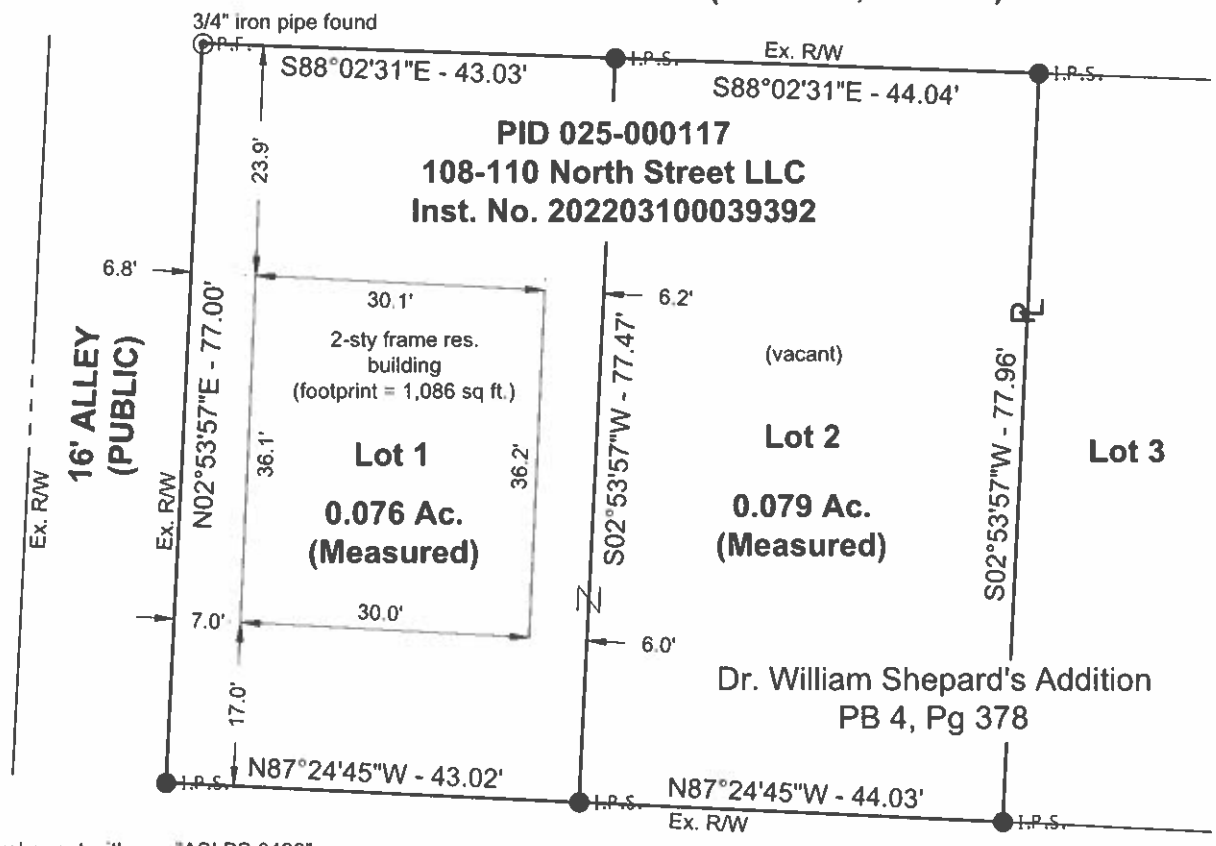 3/4" iron pipe found
P.F.
I.P.S.
Ex. R/W
I.P.S.
S88°02'31"E - 43.03'
S88°02'31"E - 44.04'
PID 025-000117
108-110 North Street LLC
Inst. No. 202203100039392
23.9'
6.8'
30.1'
6.2'
2-sty frame res.
building
(footprint = 1,086 sq ft.)
(vacant)
16' ALLEY
(PUBLIC)
N02°53'57"E - 77.00'
S02°53'57"W - 77.47'
PL
S02°53'57"W - 77.96'
36.1'
36.2'
Lot 1
Lot 2
Lot 3
0.076 Ac.
(Measured)
0.079 Ac.
(Measured)
Ex. R/W
Ex. R/W
7.0'
30.0'
6.0'
17.0'
Dr. William Shepard's Addition
PB 4, Pg 378
I.P.S.
N87°24'45"W - 43.02'
I.P.S.
N87°24'45"W - 44.03'
Ex. R/W
I.P.S.